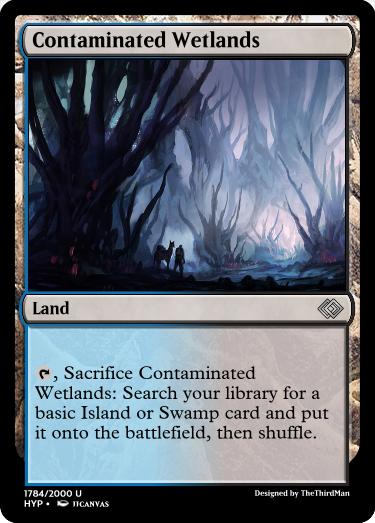 Contaminated Wetlands
Land
, Sacrifice Contaminated
Wetlands: Search your library for a
basic Island or Swamp card and put
it onto the battlefield, then shuffle.
1784/2000 U
HYP • JTCANVAS
Designed by TheThirdMan